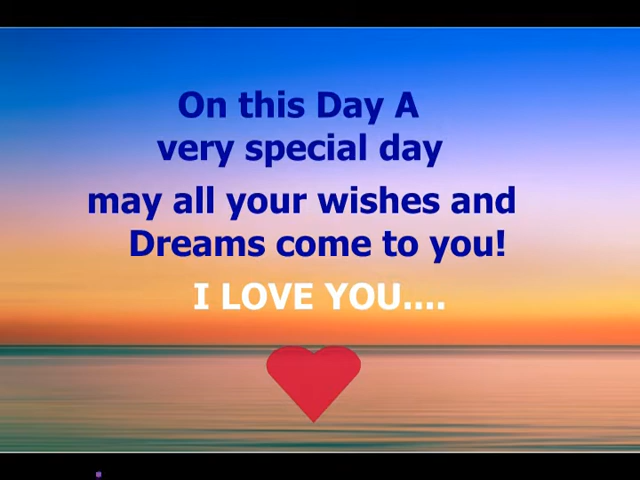 On this Day A
very special day
may all your wishes and
Dreams come to you!
I LOVE YOU....